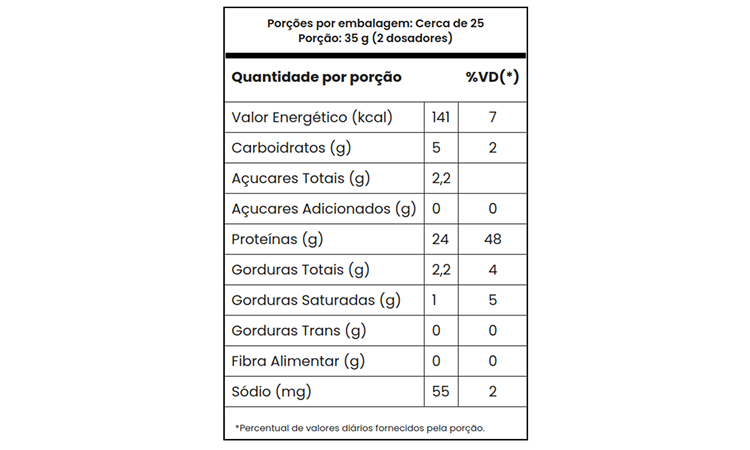 Porções por embalagem: Cerca de 25
Porção: 35 g (2 dosadores)
Quantidade por porção %VD(*)
Valor Energético (kcal) 141 7
Carboidratos (g) 5 2
Açucares Totais (g) 2,2
Açucares Adicionados (g) 0 0
Proteínas (g) 24 48
Gorduras Totais (g) 2,2 4
Gorduras Saturadas (g) 1 5
Gorduras Trans (g) 0 0
Fibra Alimentar (g) 0 0
Sódio (mg) 55 2
*Percentual de valores diários fornecidos pela porção.